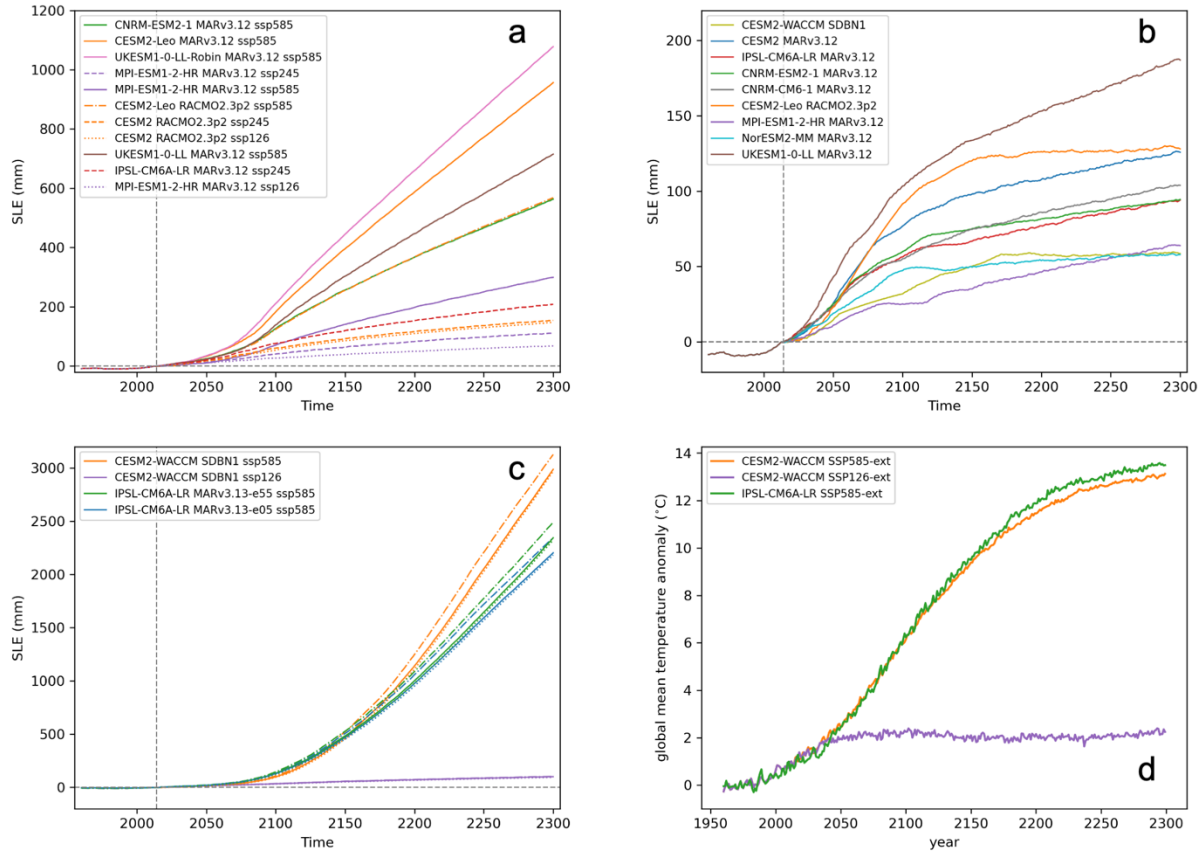 a
CNRM-ESM2-1 MARv3.12 ssp585
CESM2-Leo MARv3.12 ssp585
UKESM1-0-LL-Robin MARv3.12 ssp585
MPI-ESM1-2-HR MARv3.12 ssp245
MPI-ESM1-2-HR MARv3.12 ssp585
CESM2-Leo RACMO2.3p2 ssp585
CESM2 RACMO2.3p2 ssp245
CESM2 RACMO2.3p2 ssp126
UKESM1-0-LL MARv3.12 ssp585
IPSL-CM6A-LR MARv3.12 ssp245
MPI-ESM1-2-HR MARv3.12 ssp126
SLE (mm)
1200
1000
800
600
400
200
0
2000 2050 2100 2150 2200 2250 2300
Time
b
CESM2-WACCM SDBN1
CESM2 MARv3.12
IPSL-CM6A-LR MARv3.12
CNRM-ESM2-1 MARv3.12
CNRM-CM6-1 MARv3.12
CESM2-Leo RACMO2.3p2
MPI-ESM1-2-HR MARv3.12
NorESM2-MM MARv3.12
UKESM1-0-LL MARv3.12
SLE (mm)
200
150
100
50
0
2000 2050 2100 2150 2200 2250 2300
Time
c
CESM2-WACCM SDBN1 ssp585
CESM2-WACCM SDBN1 ssp126
IPSL-CM6A-LR MARv3.13-e55 ssp585
IPSL-CM6A-LR MARv3.13-e05 ssp585
SLE (mm)
3000
2500
2000
1500
1000
500
0
2000 2050 2100 2150 2200 2250 2300
Time
CESM2-WACCM SSP585-ext
CESM2-WACCM SSP126-ext
IPSL-CM6A-LR SSP585-ext
global mean temperature anomaly (°C)
14
12
10
8
6
4
2
0
d
1950 2000 2050 2100 2150 2200 2250 2300
year